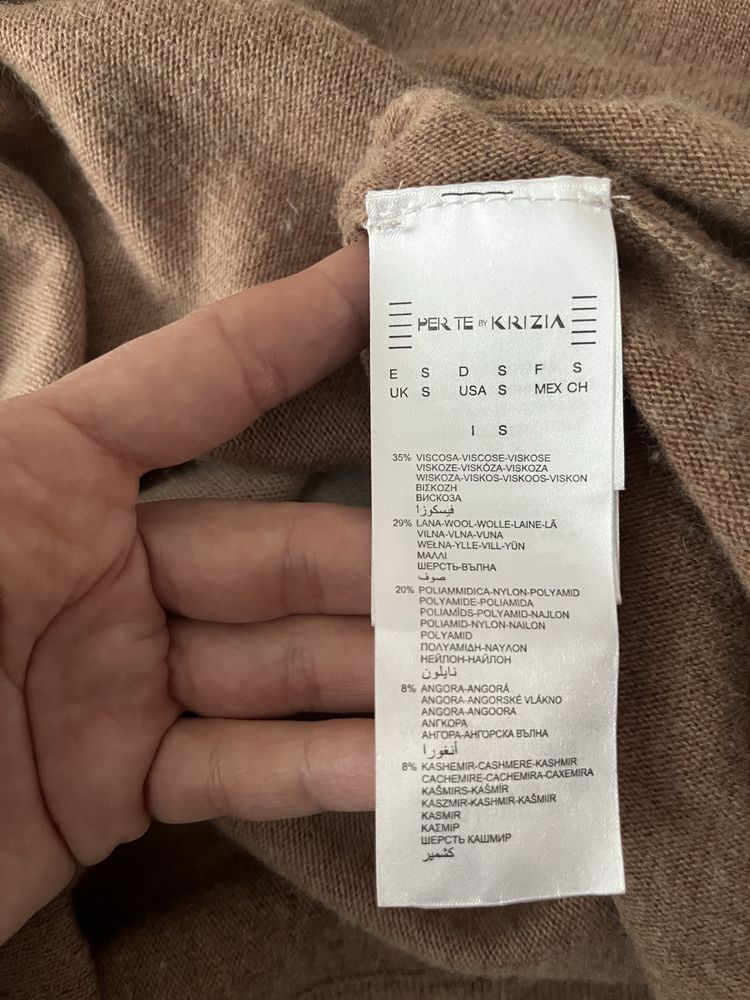 PER TE BY KRIZIA
E S D S F S
UK S USA S MEX CH
I S
35% VISCOSA-VISCOSE-VISKOSE
VISKOZE-VISKÓZA-VISKOZA
WISKOZA-VISKOS-VISKOOS-VISKON
ΒΙΣΚΟΖΗ
ВИСКОЗА
فيسكوزا
29% LANA-WOOL-WOLLE-LAINE-LÃ
VILNA-VLNA-VUNA
WEŁNA-YLLE-VILL-YÜN
ΜΑΛΛΙ
ШЕРСТЬ-ВЪЛНА
صوف
20% POLIAMMIDICA-NYLON-POLYAMID
POLYAMIDE-POLIAMIDA
POLIAMĪDS-POLYAMID-NAJLON
POLIAMID-NYLON-NAILON
POLYAMID
ΠΟΛΥΑΜΙΔΗ-ΝΑΥΛΟΝ
НЕЙЛОН-НАЙЛОН
نايلون
8% ANGORA-ANGORÁ
ANGORA-ANGORSKÉ VLÁKNO
ANGORA-ANGOORA
ΑΝΓΚΟΡΑ
АНГОРА-АНГОРСКА ВЪЛНА
أنغورا
8% KASHEMIR-CASHMERE-KASHMIR
CACHEMIRE-CACHEMIRA-CAXEMIRA
KAŠMIRS-KAŠMÍR
KASZMIR-KASHMIR-KAŠMIIR
KASMIR
ΚΑΣΜΙΡ
ШЕРСТЬ КАШМИР
كشمير